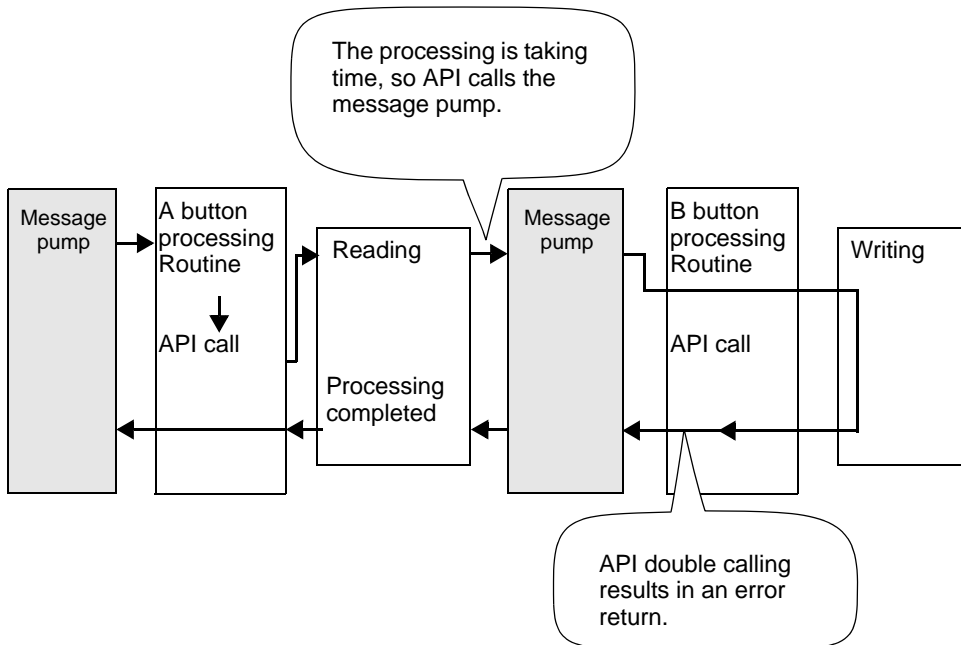 The processing is taking
time, so API calls the
message pump.
Message
pump
A button
processing
Routine
API call
Reading
Processing
completed
Message
pump
B button
processing
Routine
API call
Writing
API double calling
results in an error
return.